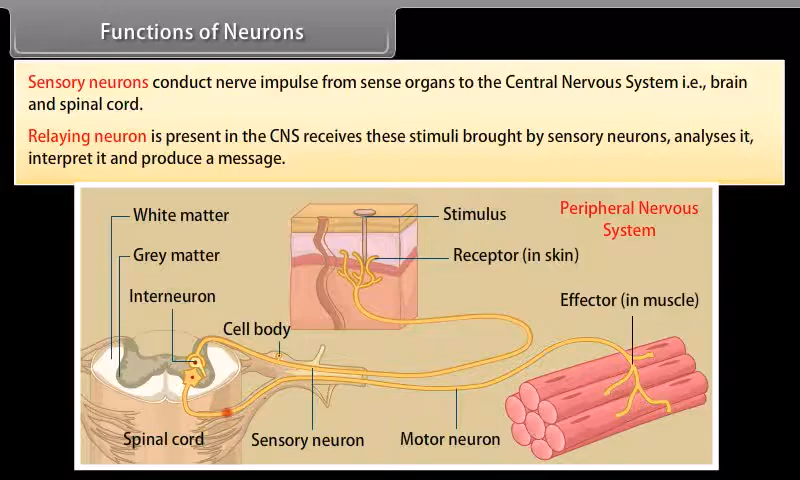 Functions of Neurons
Sensory neurons conduct nerve impulse from sense organs to the Central Nervous System i.e., brain
and spinal cord.
Relaying neuron is present in the CNS receives these stimuli brought by sensory neurons, analyses it,
interpret it and produce a message.
White matter
Stimulus
Peripheral Nervous
System
Grey matter
Receptor (in skin)
Interneuron
Effector (in muscle)
Cell body
Spinal cord
Sensory neuron
Motor neuron